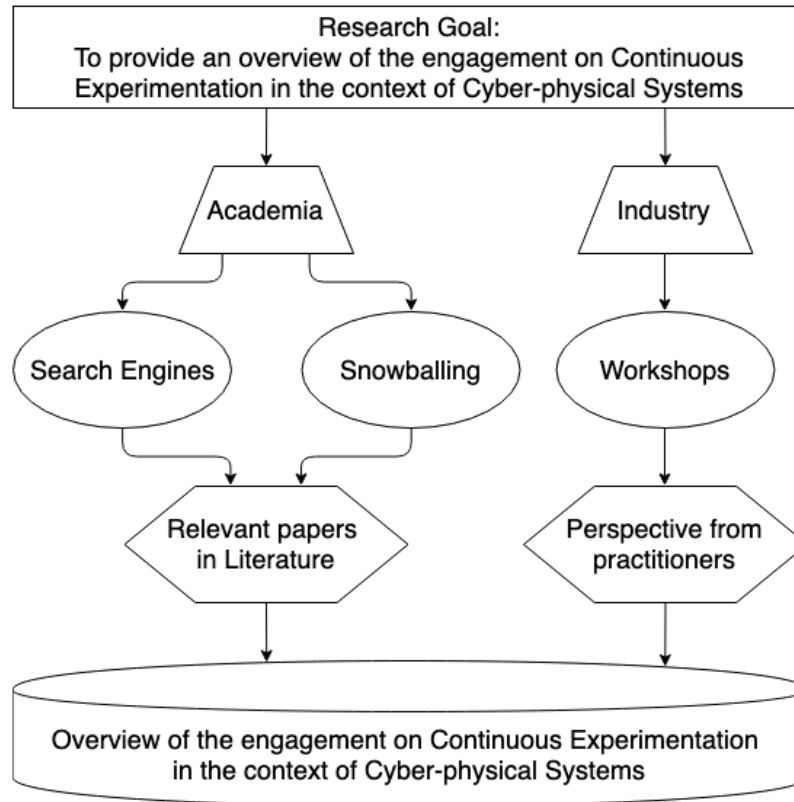 Research Goal:
To provide an overview of the engagement on Continuous
Experimentation in the context of Cyber-physical Systems
Academia
Industry
Search Engines
Snowballing
Workshops
Relevant papers
in Literature
Perspective from
practitioners
Overview of the engagement on Continuous Experimentation
in the context of Cyber-physical Systems